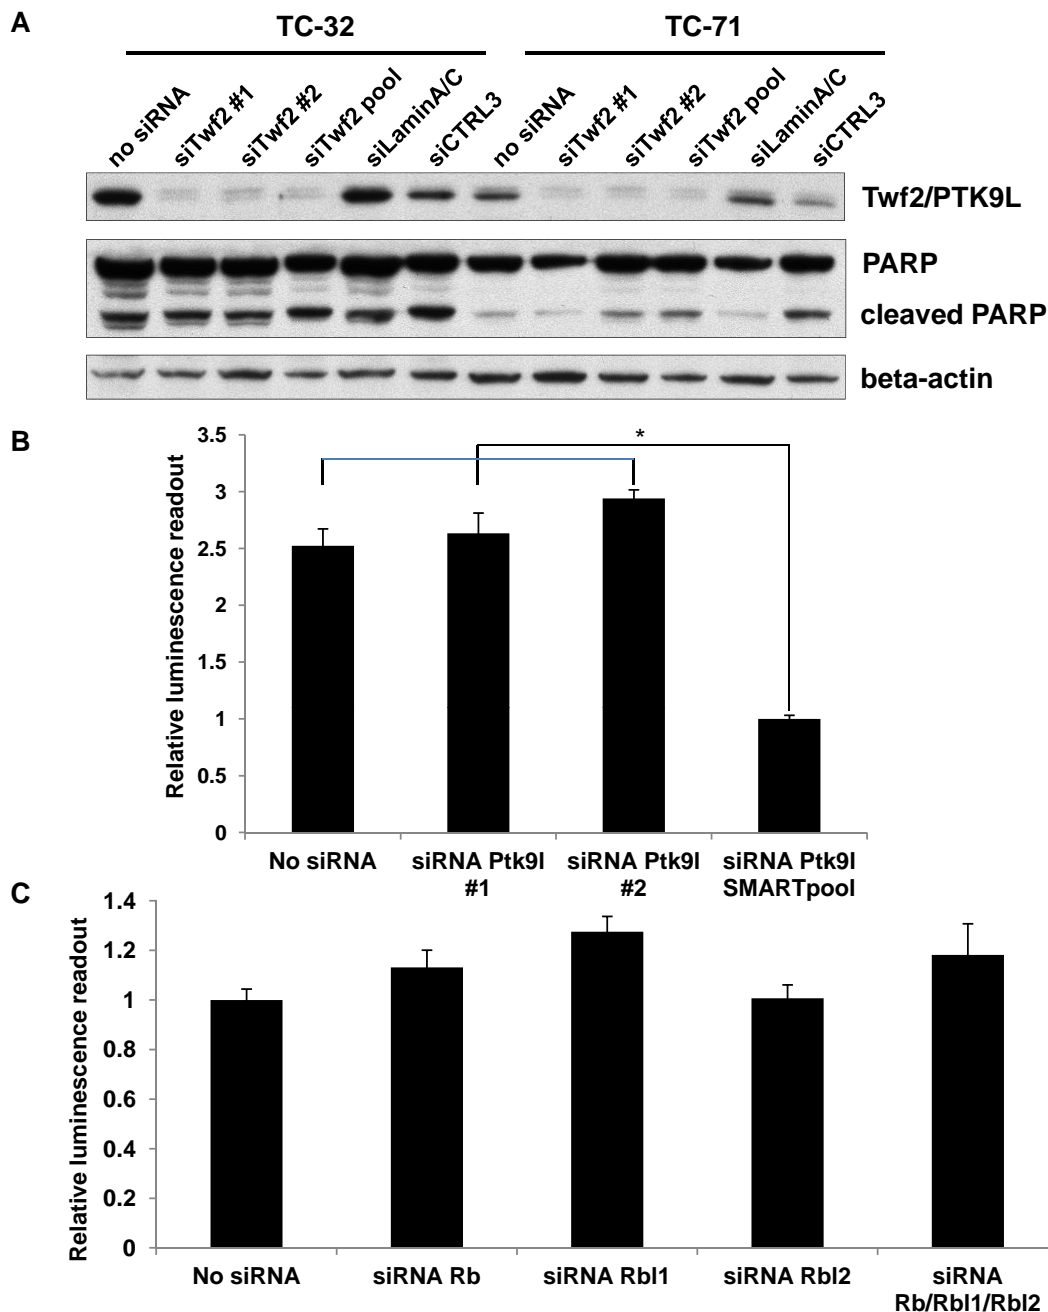 A
TC-32
TC-71
no siRNA
siTwf2 #1
siTwf2 #2
siTwf2 pool
siLaminA/C
siCTRL3
no siRNA
siTwf2 #1
siTwf2 #2
siTwf2 pool
siLaminA/C
siCTRL3
Twf2/PTK9L
PARP
cleaved PARP
beta-actin
B
Relative luminescence readout
3.5
3
2.5
2
1.5
1
0.5
0
*
No siRNA
siRNA Ptk9l
#1
siRNA Ptk9l
#2
siRNA Ptk9l
SMARTpool
C
Relative luminescence readout
1.4
1.2
1
0.8
0.6
0.4
0.2
0
No siRNA
siRNA Rb
siRNA Rbl1
siRNA Rbl2
siRNA
Rb/Rbl1/Rbl2